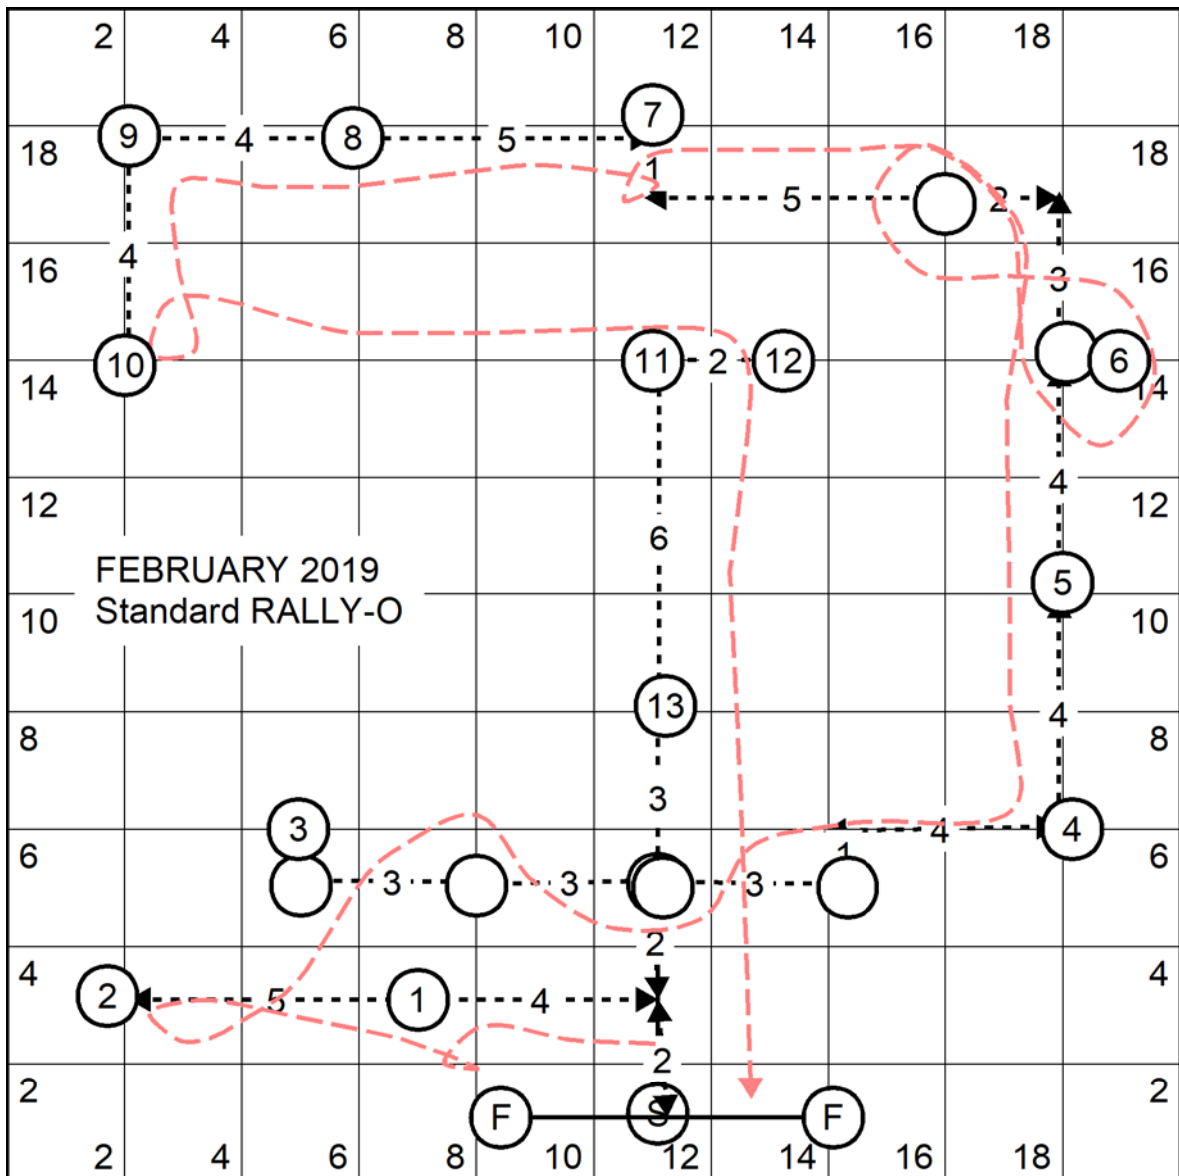 2 4 6 8 10 12 14 16 18
7
9 4 8 5
18 1 18
5 2
4
16 3 16
10 11 2 12 6
14 14
12 4 12
6
FEBRUARY 2019
5
Standard RALLY-O
10 10
13
8 4 8
3
3 4 4
6 1 6
3 3 3
2
4 4
2 5 1 4
2
2 2
F S F
2 4 6 8 10 12 14 16 18